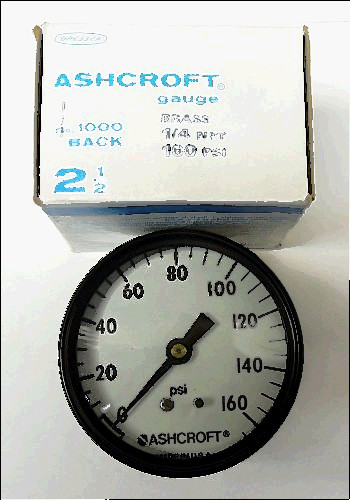 DRESSER
ASHCROFT®
gauge
1000
BRASS
1/4 NPT
BACK
160 PSI
2 1/2
0
20
40
60
80
100
120
140
160
psi
ASHCROFT®